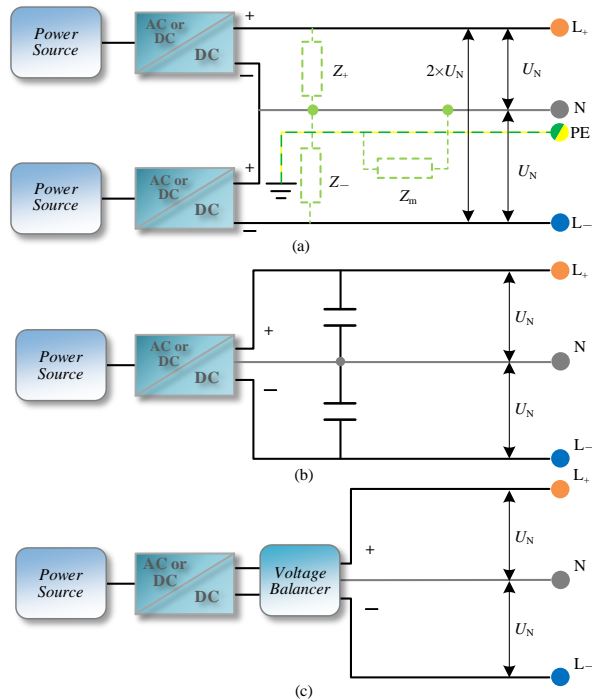 Power Source
AC or DC
DC
+
−
L+
Z+
2×UN
UN
N
PE
Power Source
AC or DC
DC
+
−
Z−
Zm
UN
L−
(a)
Power Source
AC or DC
DC
+
−
L+
UN
N
UN
L−
(b)
Power Source
AC or DC
DC
Voltage Balancer
+
−
L+
UN
N
UN
L−
(c)